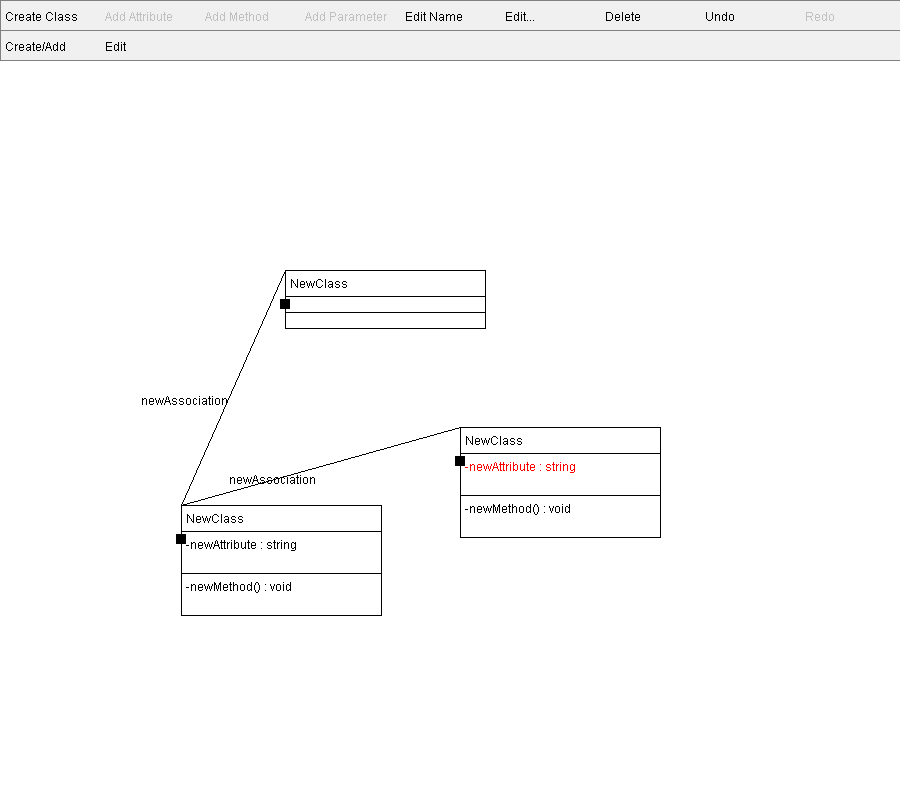 Create Class Add Attribute Add Method Add Parameter Edit Name Edit... Delete Undo Redo
Create/Add Edit
NewClass
newAssociation
NewClass
-newAttribute : string
newAssociation
-newMethod() : void
NewClass
-newAttribute : string
-newMethod() : void